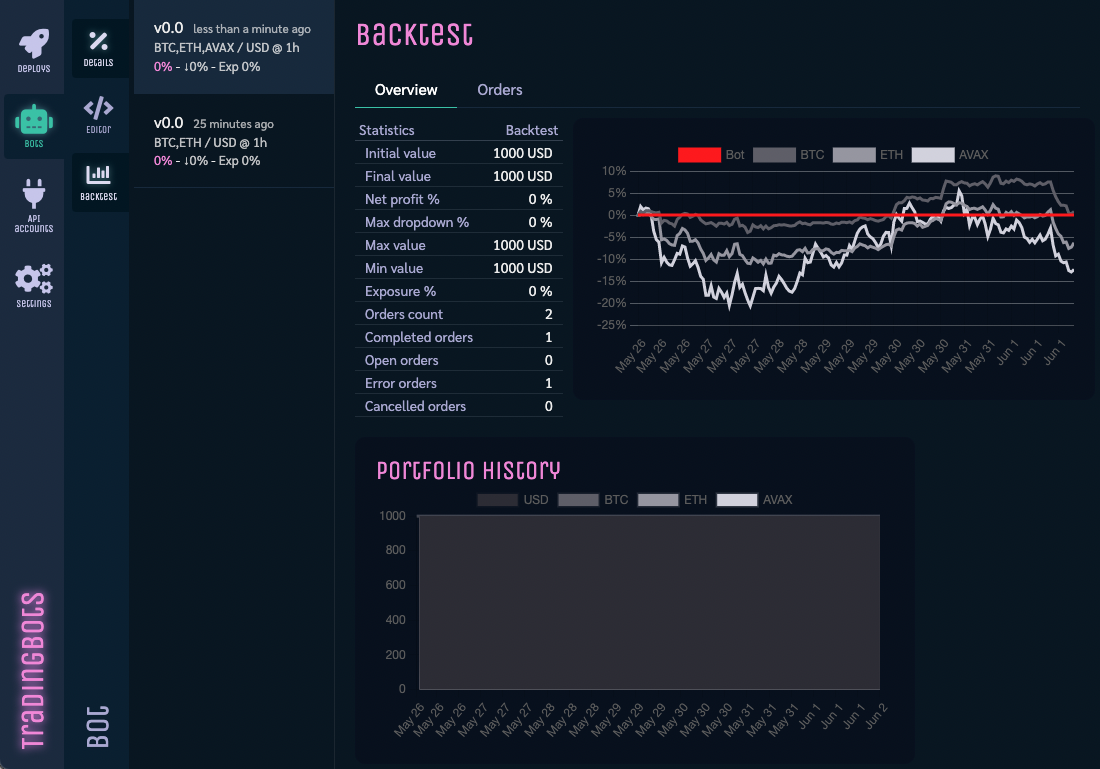 Deploys
Bots
API
accounts
Settings
TradingBots
Details
Editor
Backtest
Bot
v0.0 less than a minute ago
BTC,ETH,AVAX / USD @ 1h
0% - ↓0% - Exp 0%
v0.0 25 minutes ago
BTC,ETH / USD @ 1h
0% - ↓0% - Exp 0%
Backtest
Overview Orders
Statistics Backtest
Initial value 1000 USD
Final value 1000 USD
Net profit % 0 %
Max dropdown % 0 %
Max value 1000 USD
Min value 1000 USD
Exposure % 0 %
Orders count 2
Completed orders 1
Open orders 0
Error orders 1
Cancelled orders 0
Bot BTC ETH AVAX
10%
5%
0%
-5%
-10%
-15%
-20%
-25%
May 26 May 26 May 26 May 27 May 27 May 27 May 28 May 28 May 29 May 29 May 29 May 30 May 30 May 30 May 31 May 31 Jun 1 Jun 1 Jun 1
Portfolio History
USD BTC ETH AVAX
1000
800
600
400
200
0
May 26 May 26 May 26 May 27 May 27 May 27 May 28 May 28 May 28 May 29 May 29 May 29 May 30 May 30 May 30 May 31 May 31 May 31 Jun 1 Jun 1 Jun 1 Jun 2